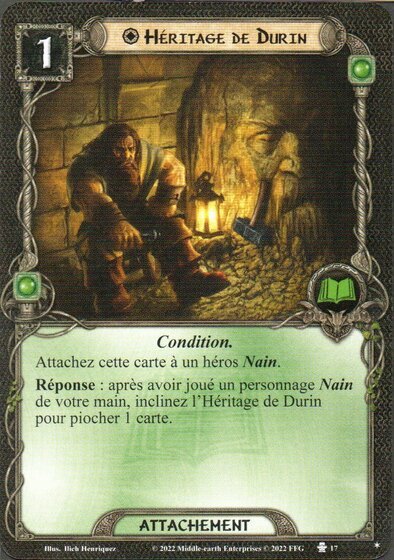 1
Héritage de Durin
Condition.
Attachez cette carte à un héros Nain.
Réponse : après avoir joué un personnage Nain
de votre main, inclinez l'Héritage de Durin
pour piocher 1 carte.
ATTACHEMENT
Illus. Ilich Henriquez
© 2022 Middle-earth Enterprises © 2022 FFG
17